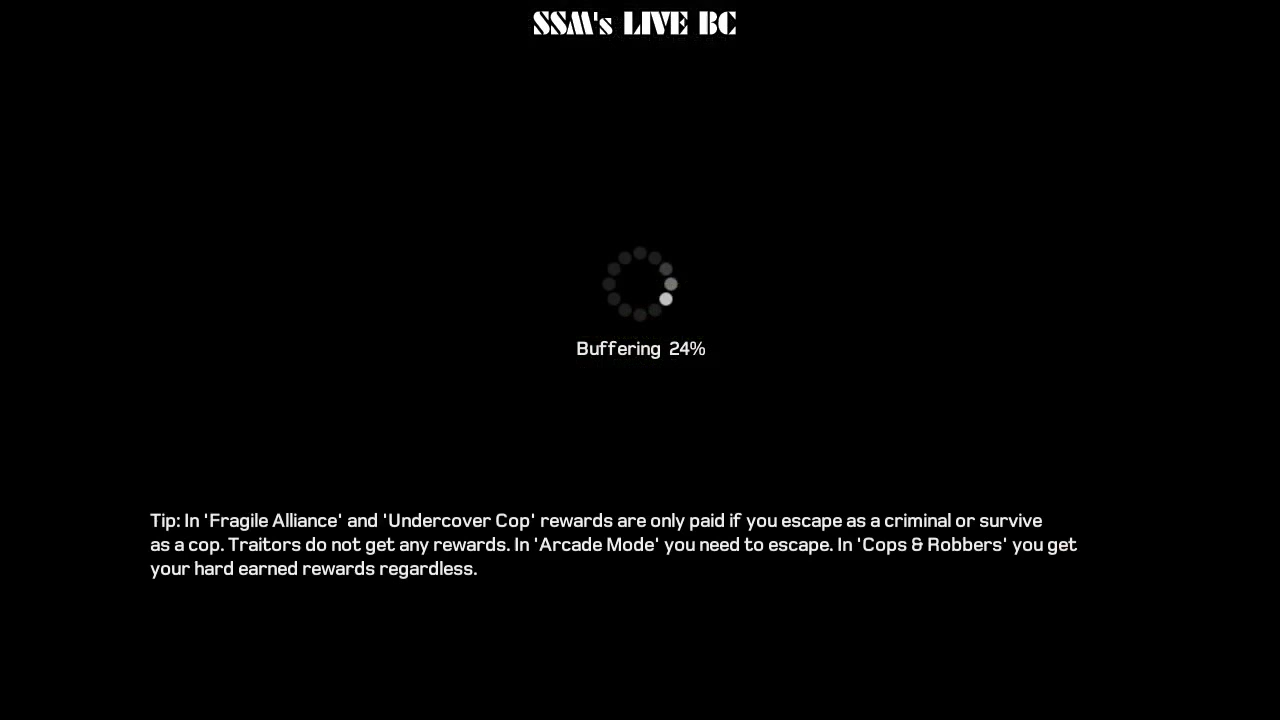 SSM's LIVE BC
Buffering 24%
Tip: In 'Fragile Alliance' and 'Undercover Cop' rewards are only paid if you escape as a criminal or survive
as a cop. Traitors do not get any rewards. In 'Arcade Mode' you need to escape. In 'Cops & Robbers' you get
your hard earned rewards regardless.